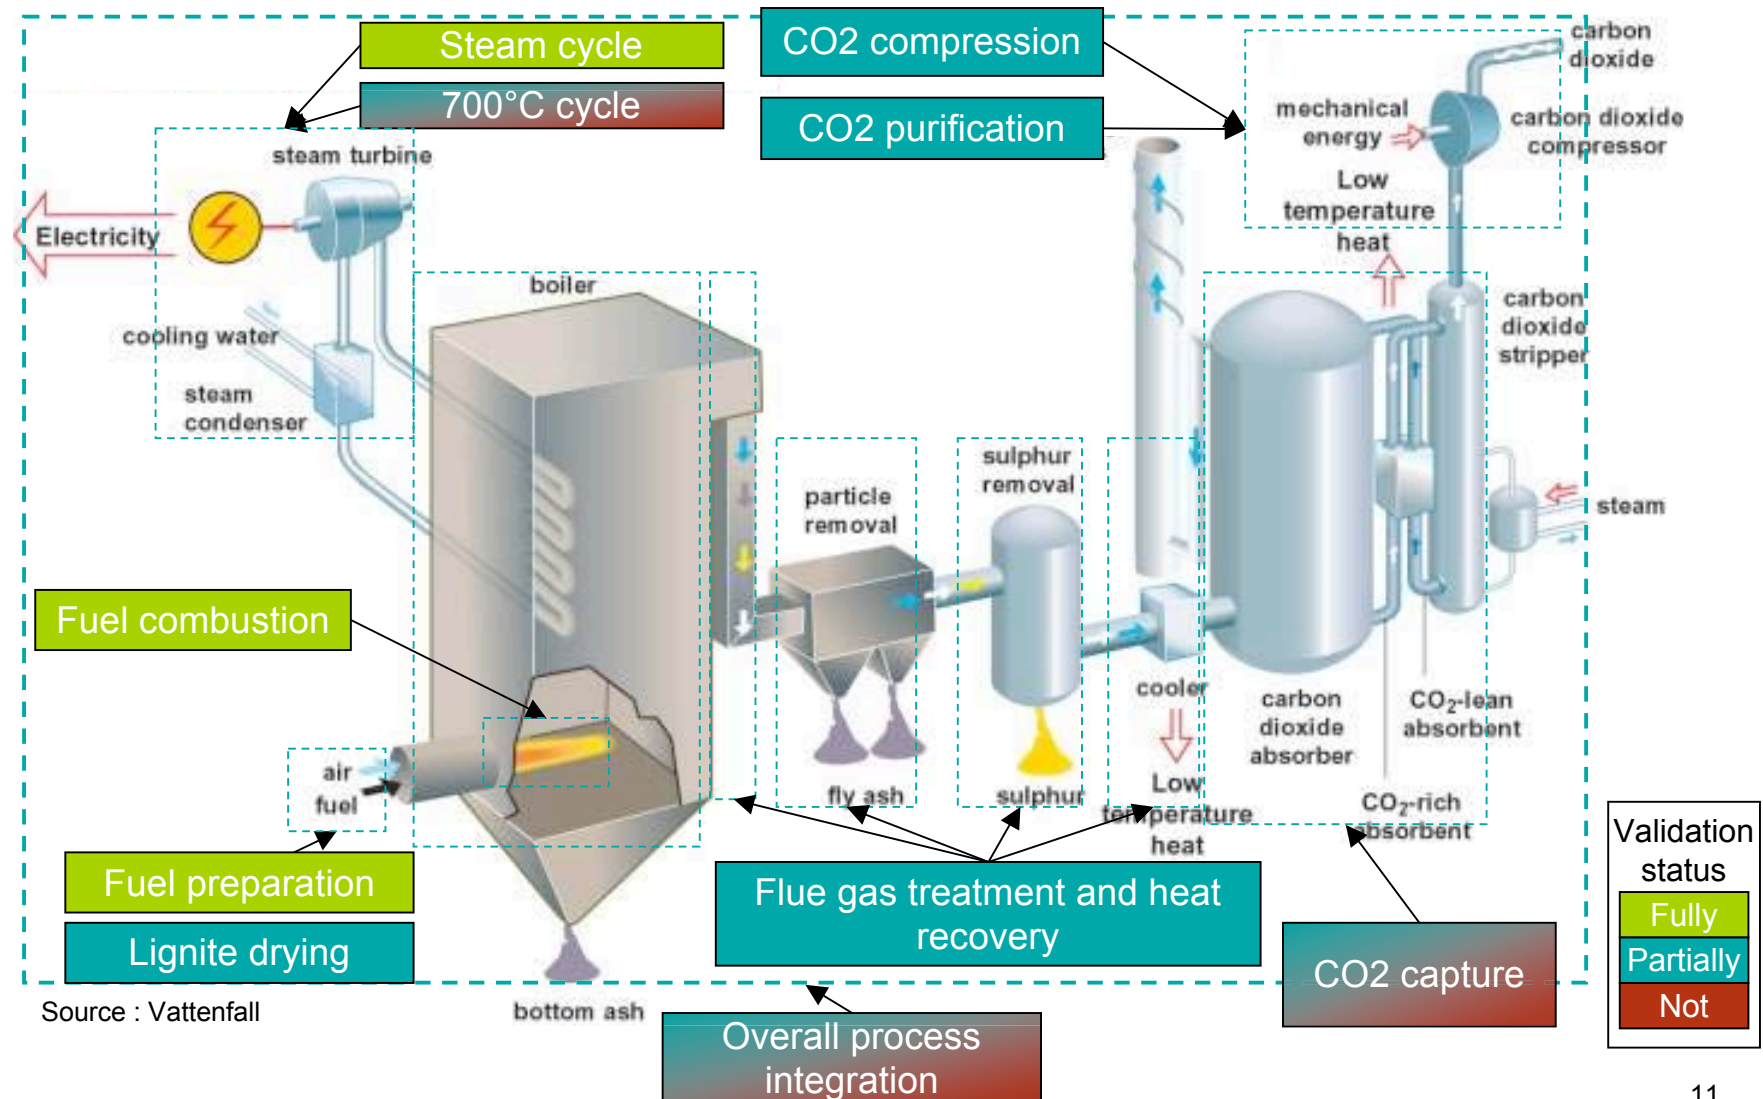 Steam cycle
700°C cycle
CO2 compression
CO2 purification
carbon
dioxide
mechanical
energy
carbon dioxide
compressor
steam turbine
Low
temperature
heat
Electricity
boiler
carbon
dioxide
stripper
cooling water
steam
condenser
sulphur
removal
particle
removal
steam
Fuel combustion
cooler
carbon
dioxide
absorber
CO2-lean
absorbent
air
fuel
fly ash
sulphur
Low
temperature
heat
CO2-rich
absorbent
Validation
status
Fully
Partially
Not
Fuel preparation
Lignite drying
Flue gas treatment and heat
recovery
CO2 capture
Source : Vattenfall
bottom ash
Overall process
integration
11